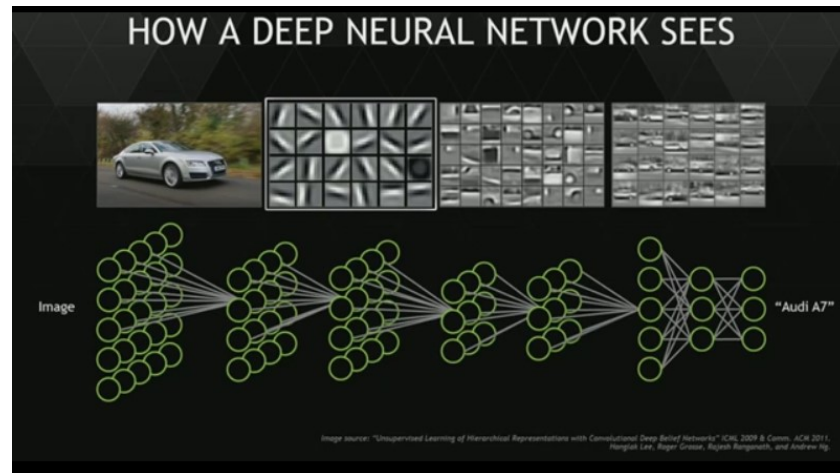 HOW A DEEP NEURAL NETWORK SEES
Image
“Audi A7”
Image source: “Unsupervised Learning of Hierarchical Representations with Convolutional Deep Belief Networks” ICML 2009 & Comm. ACM 2011.
Honglak Lee, Roger Grosse, Rajesh Ranganath, and Andrew Ng.